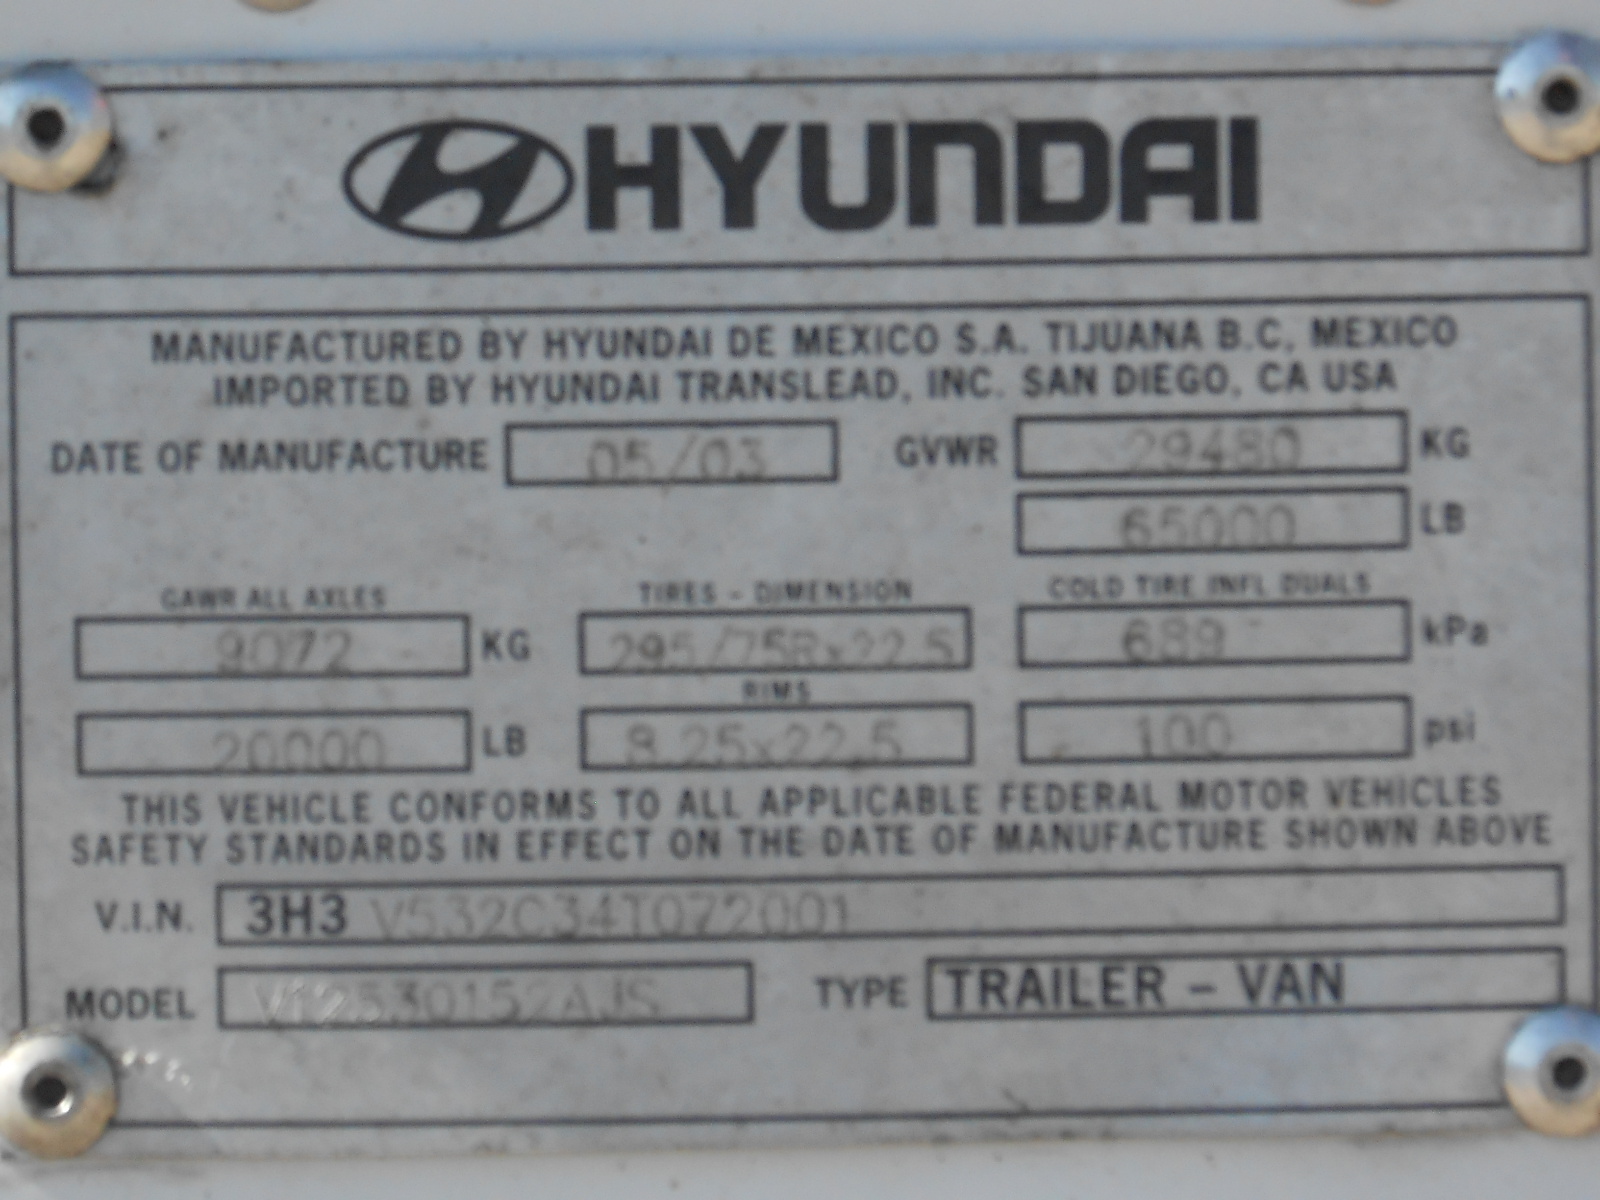 HYUNDAI
MANUFACTURED BY HYUNDAI DE MEXICO S.A. TIJUANA B.C, MEXICO
IMPORTED BY HYUNDAI TRANSLEAD, INC. SAN DIEGO, CA USA
DATE OF MANUFACTURE 05/03 GVWR 29480 KG
65000 LB
GAWR ALL AXLES TIRES - DIMENSION COLD TIRE INFL DUALS
9072 KG 295/75Rx22.5 689 kPa
RIMS
20000 LB 8.25x22.5 100 psi
THIS VEHICLE CONFORMS TO ALL APPLICABLE FEDERAL MOTOR VEHICLES
SAFETY STANDARDS IN EFFECT ON THE DATE OF MANUFACTURE SHOWN ABOVE
V.I.N. 3H3 V532C34T072001
MODEL VT2530152AJS TYPE TRAILER - VAN